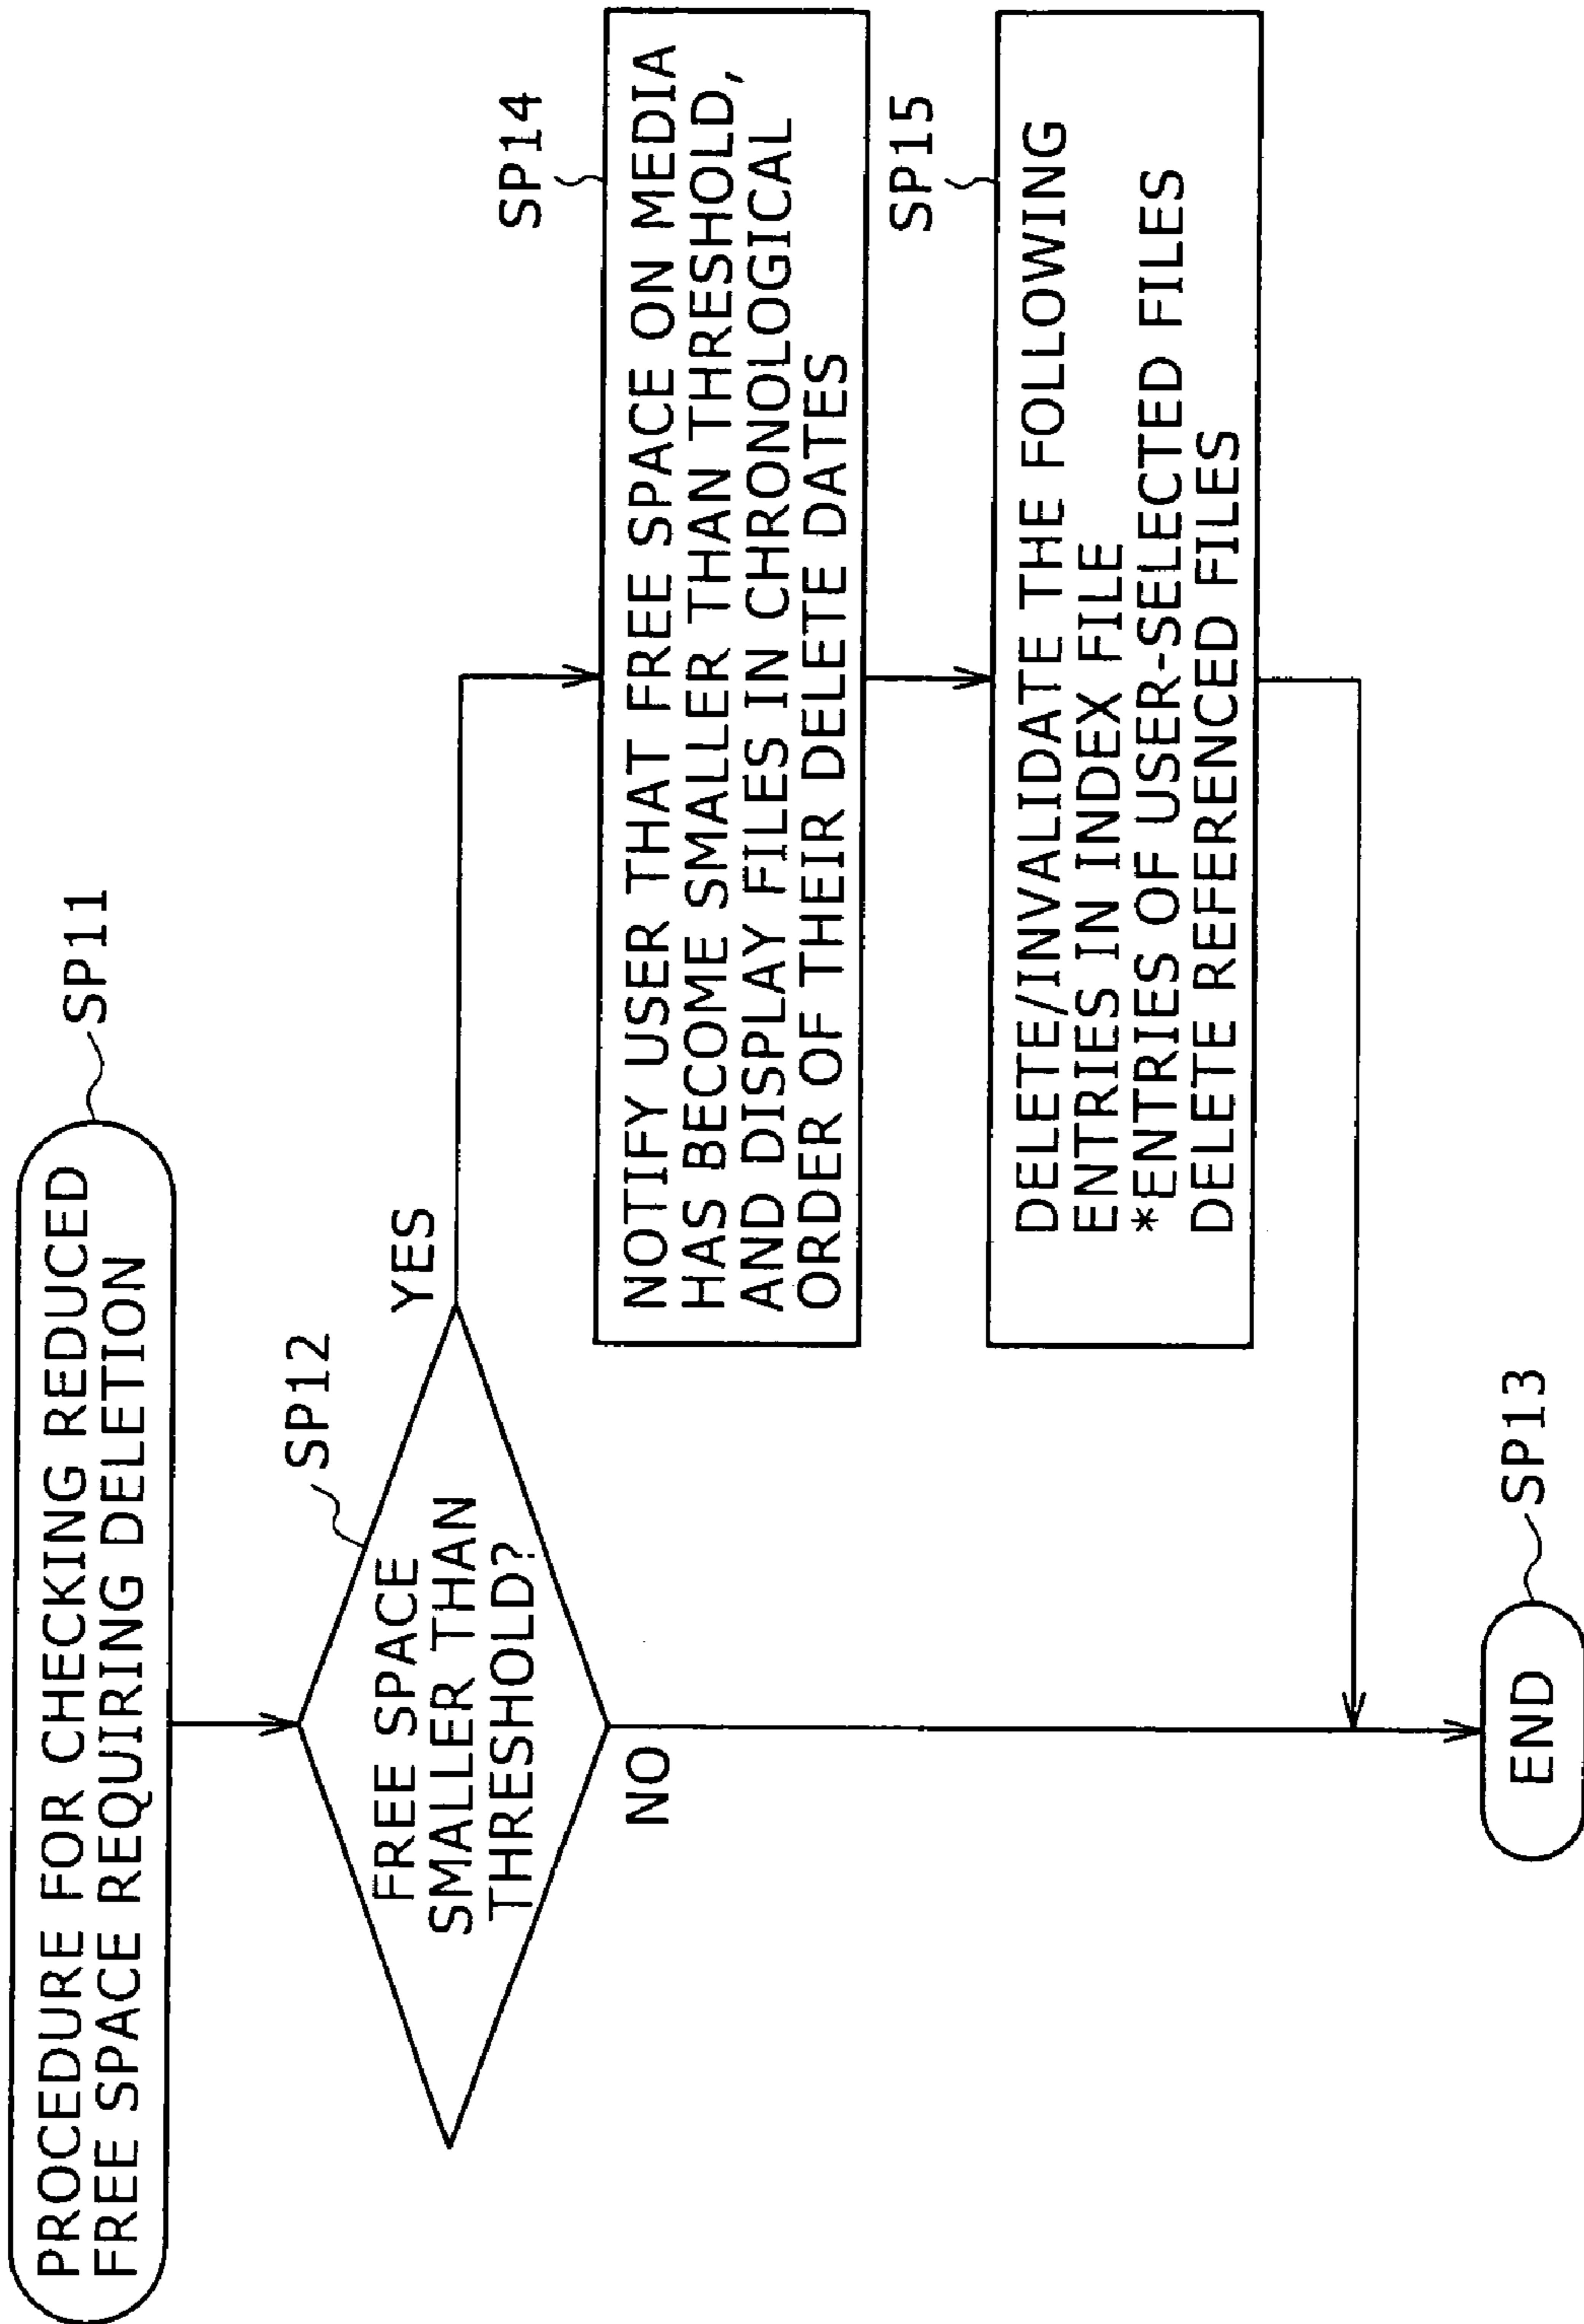 PROCEDURE FOR CHECKING REDUCED
FREE SPACE REQUIRING DELETION
SP11
SP12
FREE SPACE
SMALLER THAN
THRESHOLD?
YES
NO
SP14
NOTIFY USER THAT FREE SPACE ON MEDIA
HAS BECOME SMALLER THAN THRESHOLD,
AND DISPLAY FILES IN CHRONOLOGICAL
ORDER OF THEIR DELETE DATES
SP15
DELETE/INVALIDATE THE FOLLOWING
ENTRIES IN INDEX FILE
*ENTRIES OF USER-SELECTED FILES
DELETE REFERENCED FILES
SP13
END